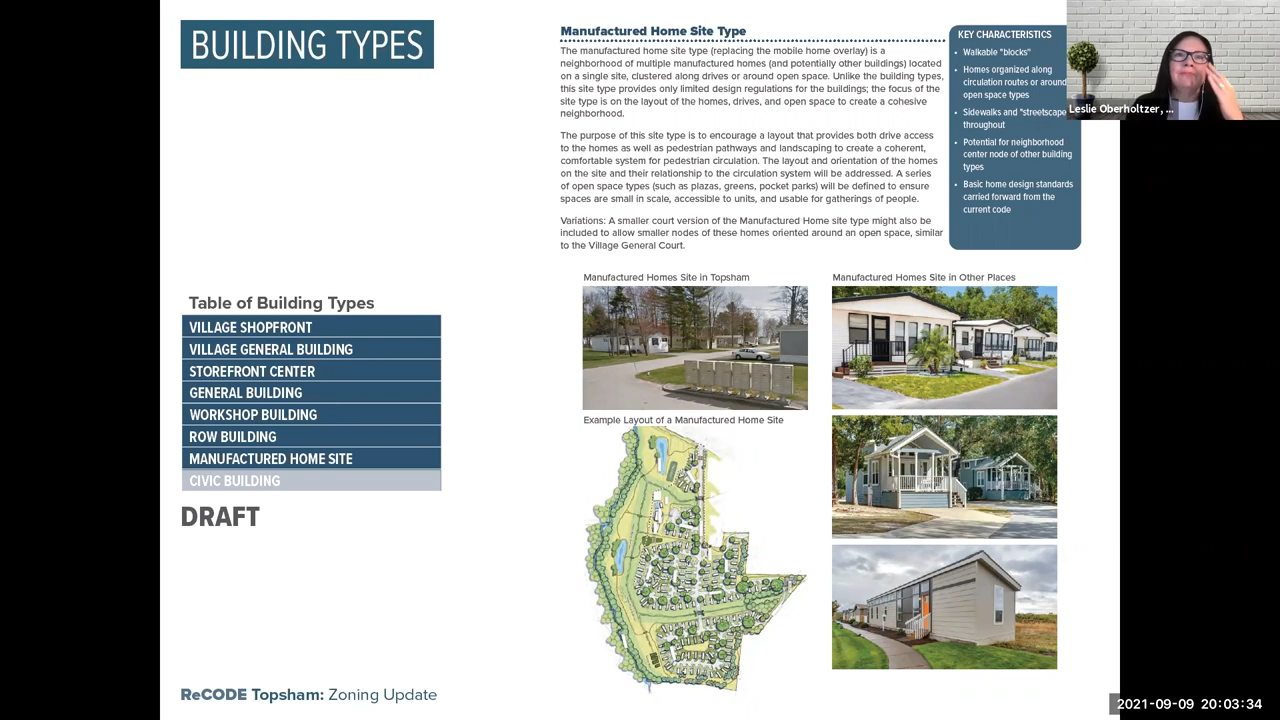 BUILDING TYPES
Manufactured Home Site Type
The manufactured home site type (replacing the mobile home overlay) is a
neighborhood of multiple manufactured homes (and potentially other buildings) located
on a single site, clustered along drives or around open space. Unlike the building types,
this site type provides only limited design regulations for the buildings; the focus of the
site type is on the layout of the homes, drives, and open space to create a cohesive
neighborhood.
The purpose of this site type is to encourage a layout that provides both drive access
to the homes as well as pedestrian pathways and landscaping to create a coherent,
comfortable system for pedestrian circulation. The layout and orientation of the homes
on the site and their relationship to the circulation system will be addressed. A series
of open space types (such as plazas, greens, pocket parks) will be defined to ensure
spaces are small in scale, accessible to units, and usable for gatherings of people.
Variations: A smaller court version of the Manufactured Home site type might also be
included to allow smaller nodes of these homes oriented around an open space, similar
to the Village General Court.
KEY CHARACTERISTICS
• Walkable "blocks"
• Homes organized along
circulation routes or around
open space types
• Sidewalks and "streetscape
throughout
• Potential for neighborhood
center node of other building
types
• Basic home design standards
carried forward from the
current code
Leslie Oberholtzer, ...
Manufactured Homes Site in Topsham
Manufactured Homes Site in Other Places
Example Layout of a Manufactured Home Site
Table of Building Types
VILLAGE SHOPFRONT
VILLAGE GENERAL BUILDING
STOREFRONT CENTER
GENERAL BUILDING
WORKSHOP BUILDING
ROW BUILDING
MANUFACTURED HOME SITE
CIVIC BUILDING
DRAFT
ReCODE Topsham: Zoning Update
2021-09-09 20:03:34